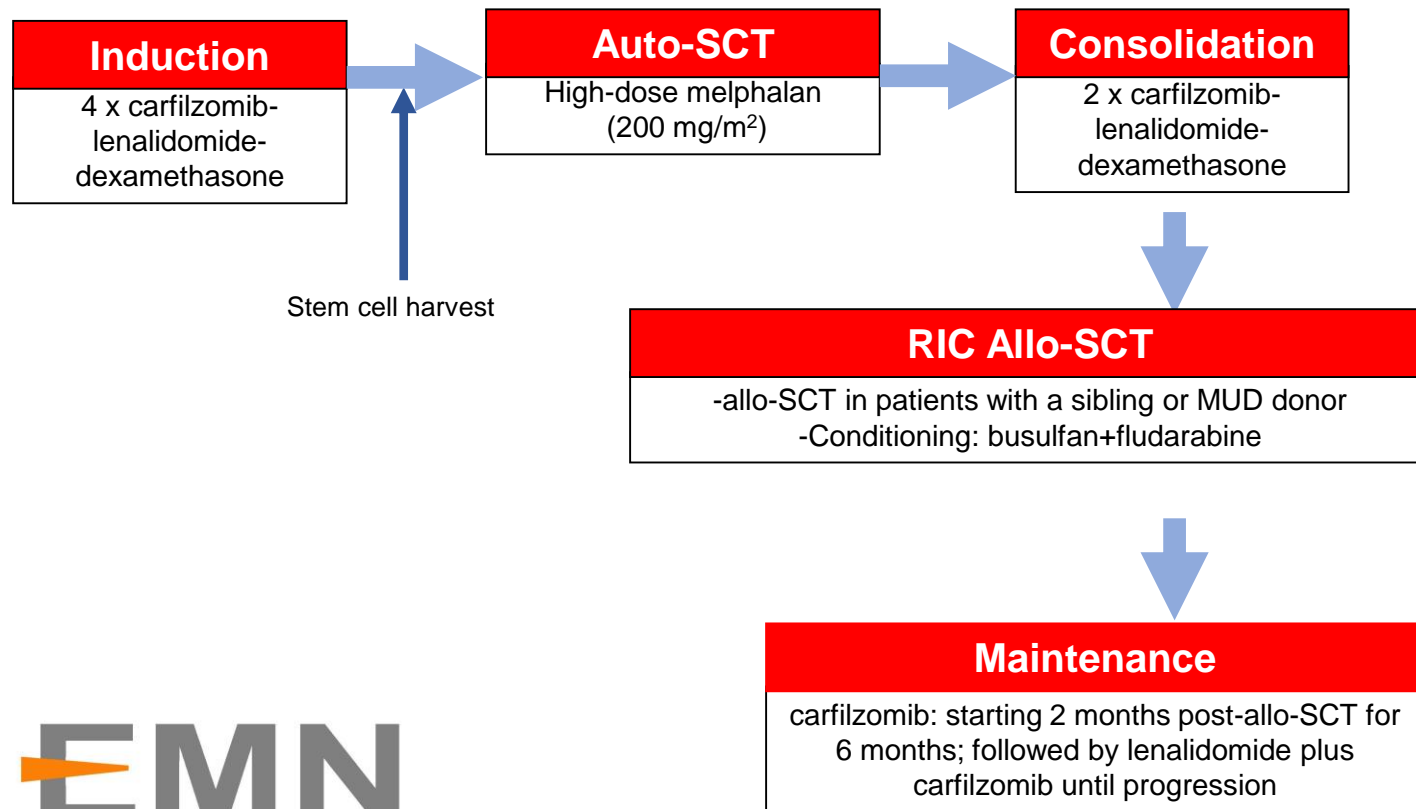 Induction
4 x carfilzomib-
lenalidomide-
dexamethasone
Auto-SCT
High-dose melphalan
(200 mg/m²)
Consolidation
2 x carfilzomib-
lenalidomide-
dexamethasone
Stem cell harvest
RIC Allo-SCT
-allo-SCT in patients with a sibling or MUD donor
-Conditioning: busulfan+fludarabine
Maintenance
carfilzomib: starting 2 months post-allo-SCT for
6 months; followed by lenalidomide plus
carfilzomib until progression
EMN